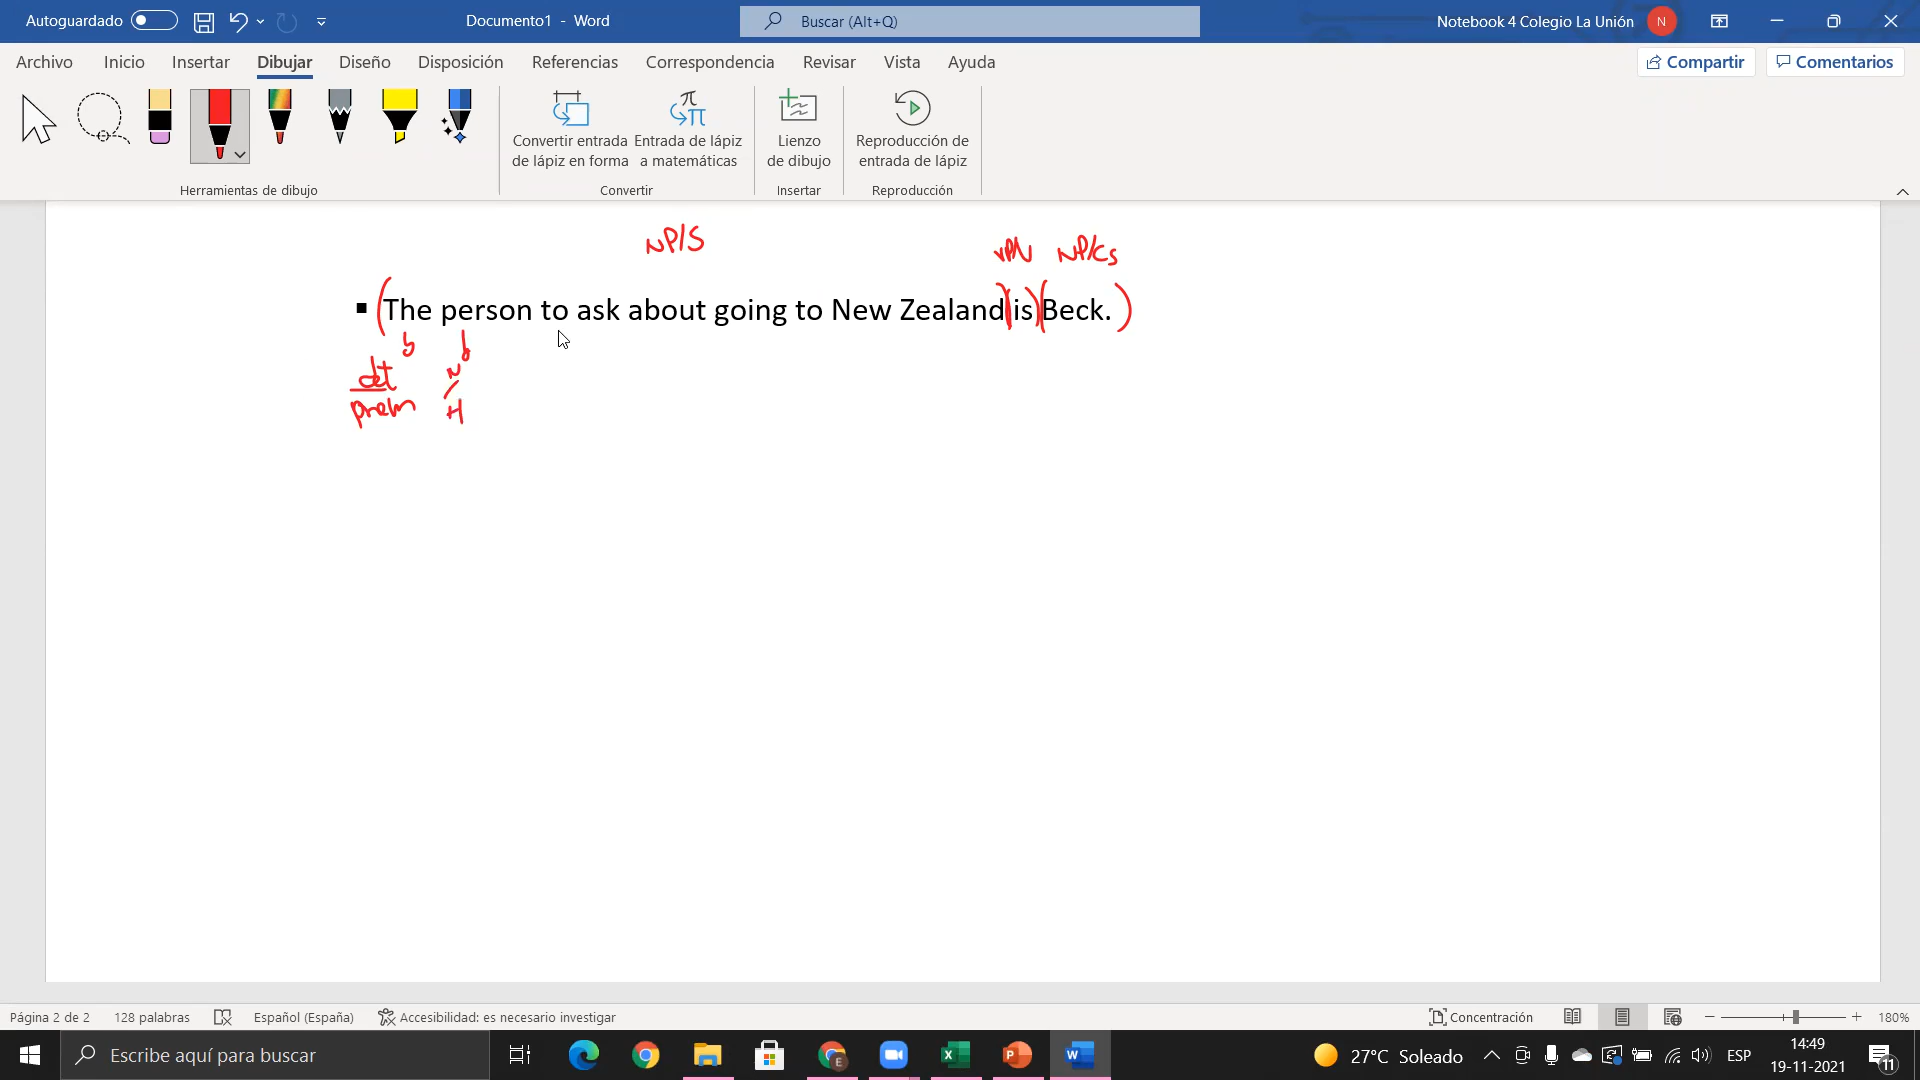 Autoguardado Documento1 - Word Buscar (Alt+Q) Notebook 4 Colegio La Unión N
Archivo Inicio Insertar Dibujar Diseño Disposición Referencias Correspondencia Revisar Vista Ayuda Compartir Comentarios
Convertir entrada de lápiz en forma
Entrada de lápiz a matemáticas
Lienzo de dibujo
Reproducción de entrada de lápiz
Herramientas de dibujo Convertir Insertar Reproducción
NP/S NP/Cs
▪ (The person to ask about going to New Zealand)(is)(Beck.)
det N
prem H
Página 2 de 2 128 palabras Español (España) Accesibilidad: es necesario investigar Concentración 180%
Escribe aquí para buscar 27°C Soleado ESP 14:49
19-11-2021 11